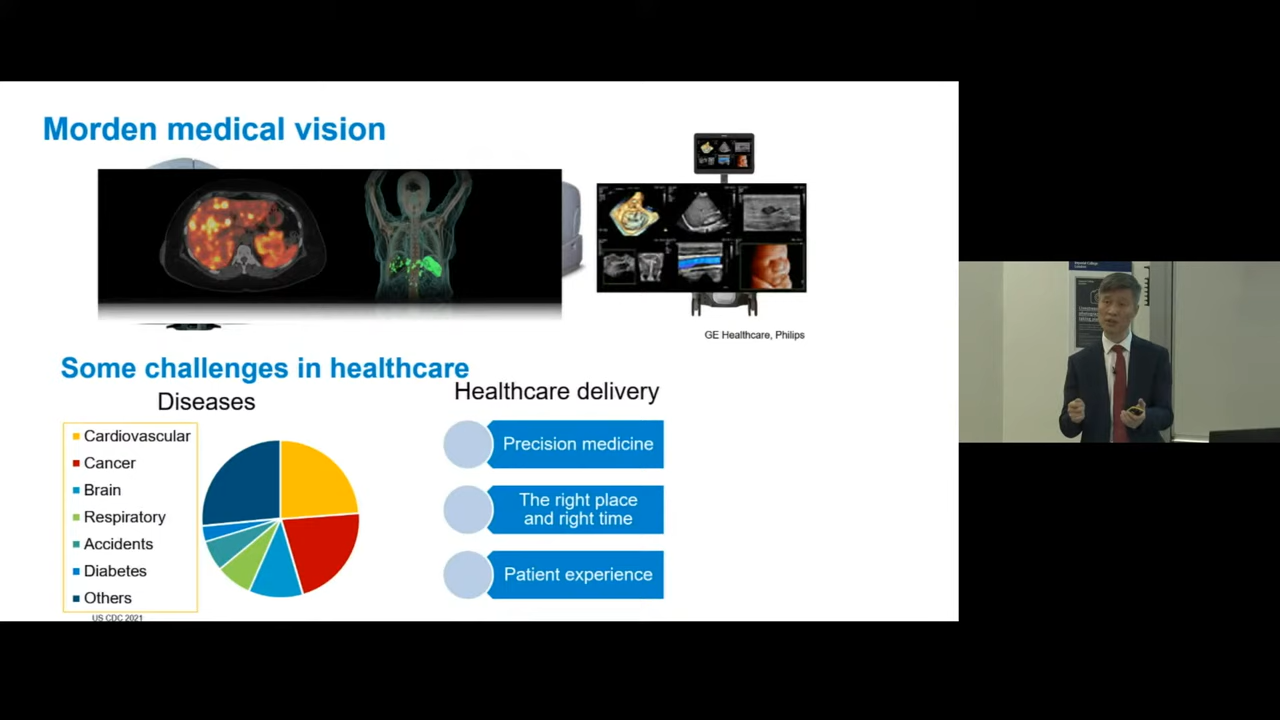 Morden medical vision
GE Healthcare, Philips
Some challenges in healthcare
Diseases
Cardiovascular
Cancer
Brain
Respiratory
Accidents
Diabetes
Others
US CDC 2021
Healthcare delivery
Precision medicine
The right place
and right time
Patient experience